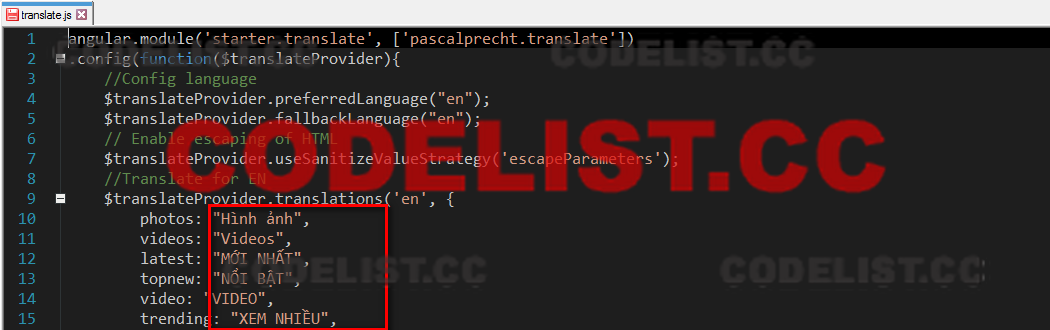 translate.js
CODELIST.CC CODELIST.CC
1 angular.module('starter.translate', ['pascalprecht.translate'])
2 .config(function($translateProvider){
3 //Config language
4 $translateProvider.preferredLanguage("en");
5 $translateProvider.fallbackLanguage("en");
6 // Enable escaping of HTML
CODELIST.CC
7 $translateProvider.useSanitizeValueStrategy('escapeParameters');
8 //Translate for EN
9 $translateProvider.translations('en', {
10 photos: "Hình ảnh",
11 videos: "Videos",
12 latest: "MỚI NHẤT",
CODELIST.CC CODELIST.CC
13 topnew: "NỔI BẬT",
14 video: "VIDEO",
15 trending: "XEM NHIỀU",